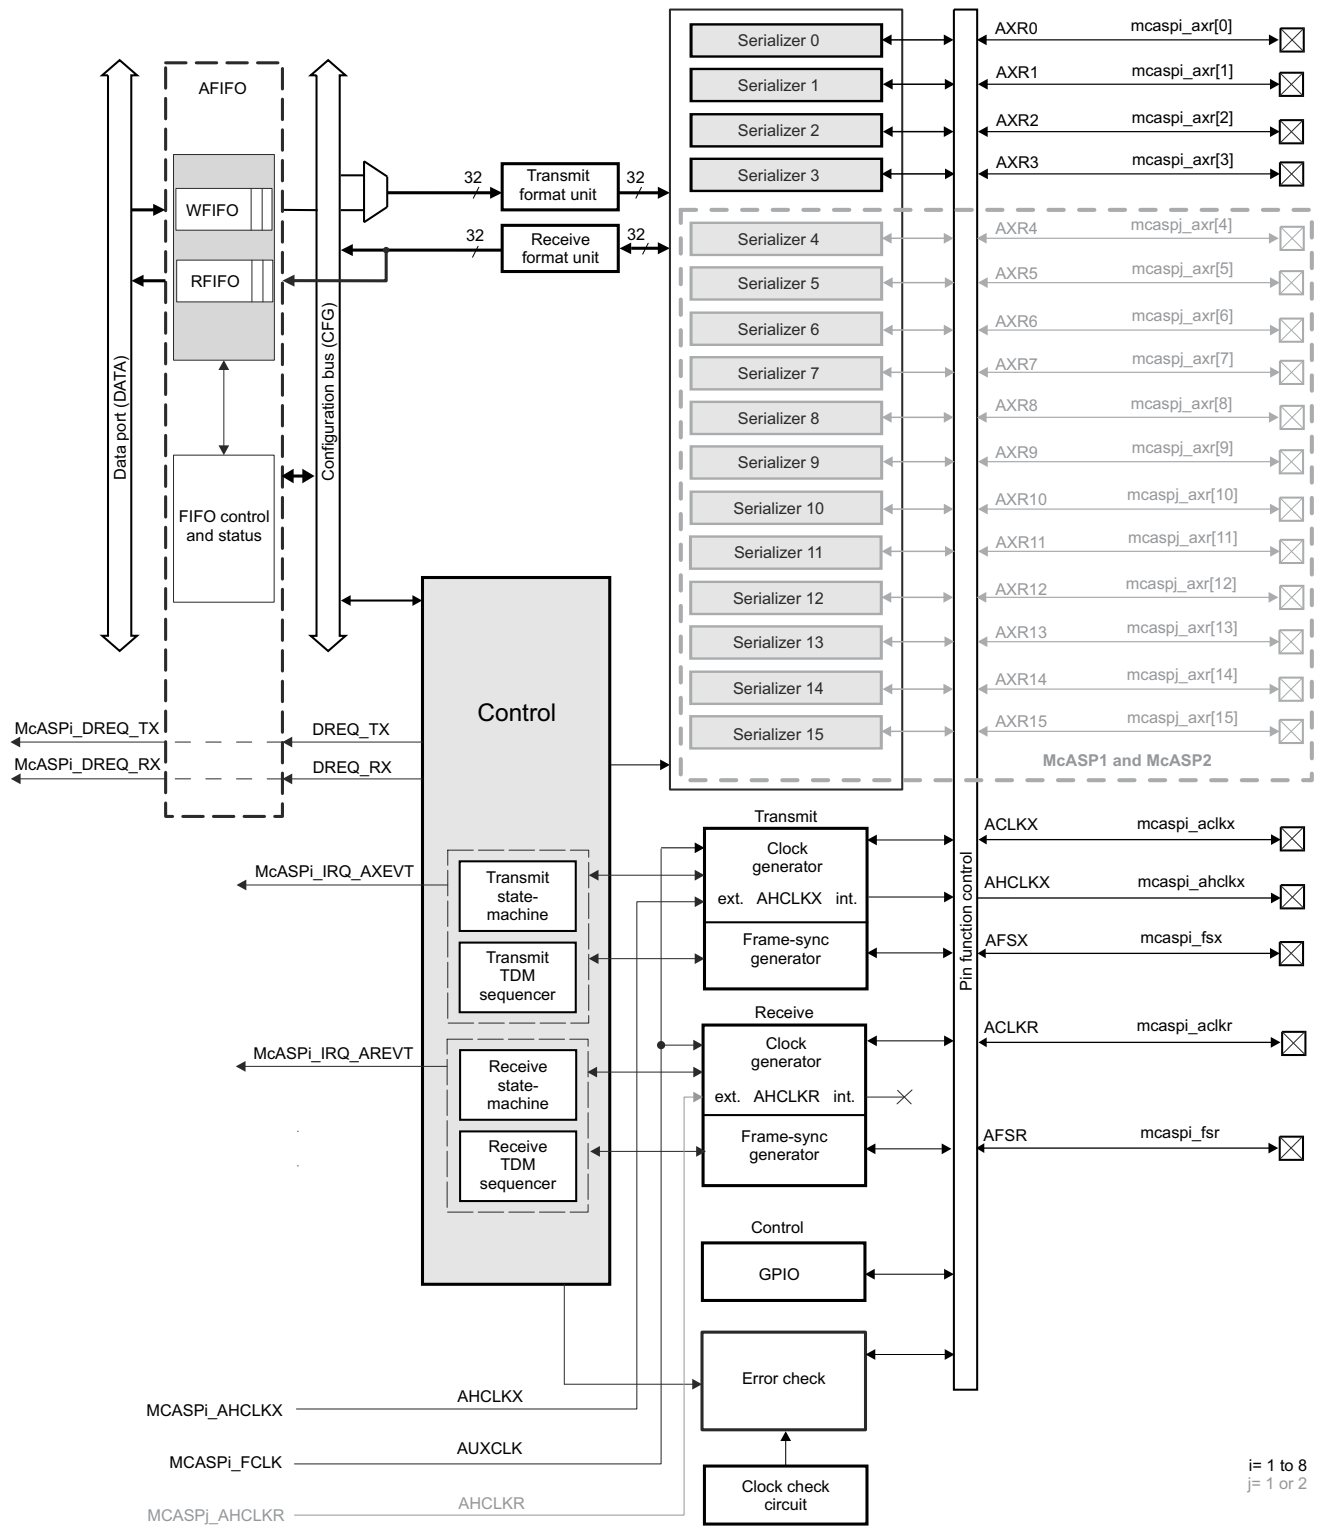 Serializer 0
AXR0
mcaspi_axr[0]
Serializer 1
AXR1
mcaspi_axr[1]
Serializer 2
AXR2
mcaspi_axr[2]
Serializer 3
AXR3
mcaspi_axr[3]
AFIFO
WFIFO
RFIFO
Data port (DATA)
Configuration bus (CFG)
FIFO control
and status
32
Transmit
format unit
32
32
Receive
format unit
32
Serializer 4
AXR4
mcaspj_axr[4]
Serializer 5
AXR5
mcaspj_axr[5]
Serializer 6
AXR6
mcaspj_axr[6]
Serializer 7
AXR7
mcaspj_axr[7]
Serializer 8
AXR8
mcaspj_axr[8]
Serializer 9
AXR9
mcaspj_axr[9]
Serializer 10
AXR10
mcaspj_axr[10]
Serializer 11
AXR11
mcaspj_axr[11]
Serializer 12
AXR12
mcaspj_axr[12]
Serializer 13
AXR13
mcaspj_axr[13]
Serializer 14
AXR14
mcaspj_axr[14]
Serializer 15
AXR15
mcaspj_axr[15]
McASP1 and McASP2
Control
McASPi_DREQ_TX
DREQ_TX
McASPi_DREQ_RX
DREQ_RX
McASPi_IRQ_AXEVT
Transmit
state-
machine
Transmit
TDM
sequencer
McASPi_IRQ_AREVT
Receive
state-
machine
Receive
TDM
sequencer
Transmit
Clock
generator
ext. AHCLKX int.
Frame-sync
generator
Receive
Clock
generator
ext. AHCLKR int.
Frame-sync
generator
Pin function control
ACLKX
mcaspi_aclkx
AHCLKX
mcaspi_ahclkx
AFSX
mcaspi_fsx
ACLKR
mcaspi_aclkr
AFSR
mcaspi_fsr
Control
GPIO
Error check
Clock check
circuit
MCASPi_AHCLKX
AHCLKX
MCASPi_FCLK
AUXCLK
MCASPj_AHCLKR
AHCLKR
i= 1 to 8
j= 1 or 2